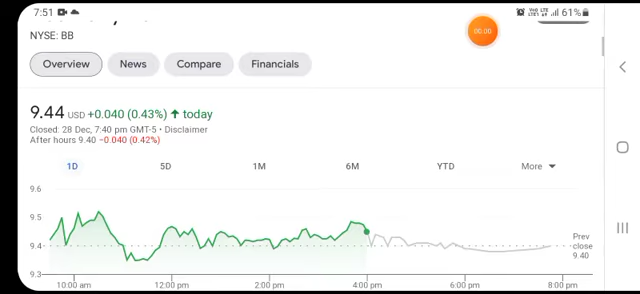 7:51
61%
00:00
NYSE: BB
Overview News Compare Financials
9.44 USD +0.040 (0.43%) ↑ today
Closed: 28 Dec, 7:40 pm GMT-5 • Disclaimer
After hours 9.40 −0.040 (0.42%)
1D 5D 1M 6M YTD More
9.6
9.5
9.4
9.3
Prev
close
9.40
10:00 am 12:00 pm 2:00 pm 4:00 pm 6:00 pm 8:00 pm